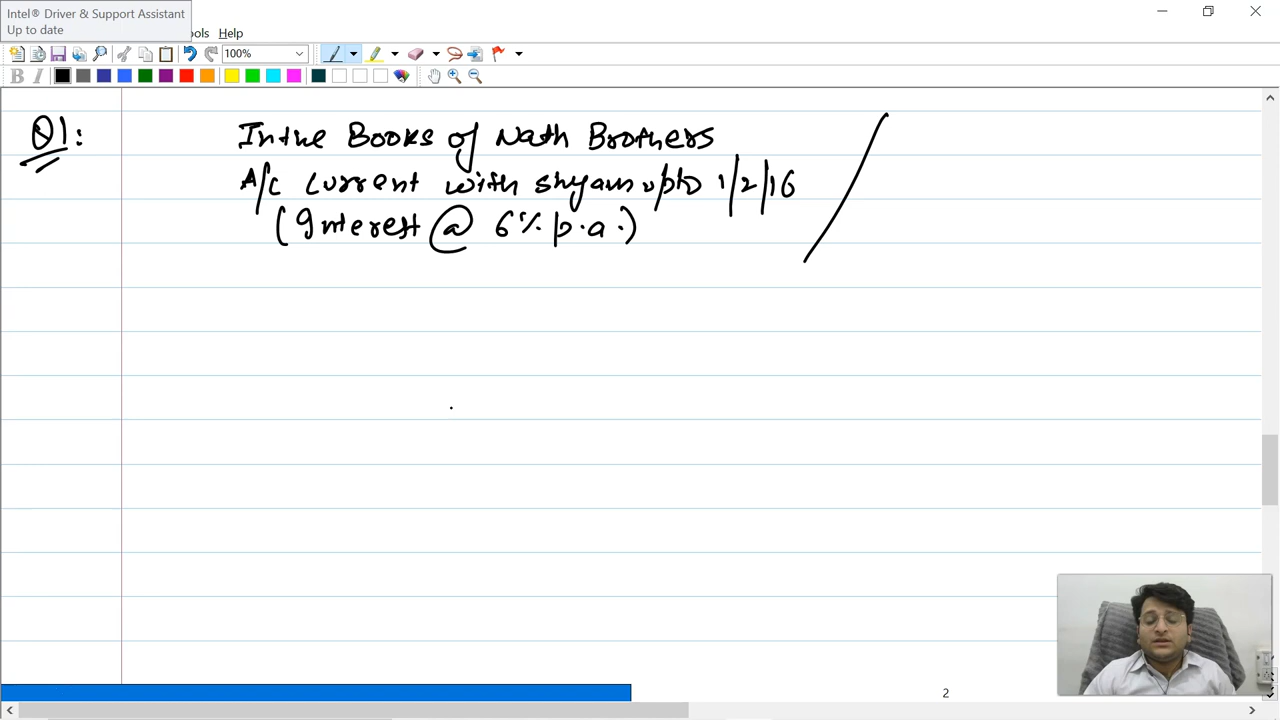 Intel® Driver & Support Assistant
Up to date
ools Help
100%
B I
Q1:
In the Books of Nath Brothers
A/c current with shyam upto 1/2/16
(Interest @ 6% p.a.)
2